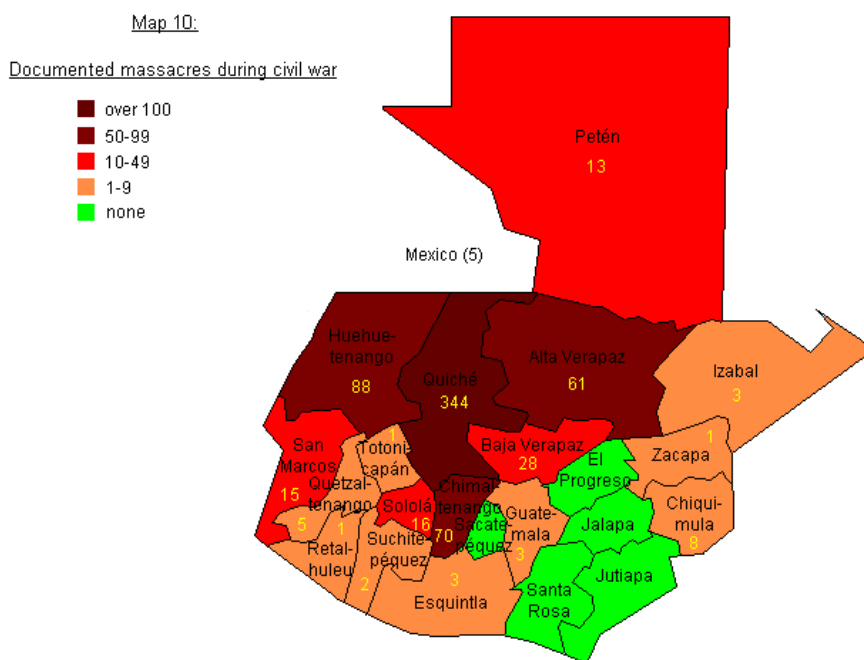 Map 10:
Documented massacres during civil war
over 100
50-99
10-49
1-9
none
Petén
13
Mexico (5)
Huehue-
tenango
88
Quiché
344
Alta Verapaz
61
Izabal
3
San
Marcos
15
Totoni-
capán
1
Quetzal-
tenango
5
Baja Verapaz
28
El
Progreso
Zacapa
1
Chiqui-
mula
8
Sololá
16
Chimal-
tenango
70
Sacate-
péquez
Guate-
mala
3
Jalapa
Retal-
huleu
1
Suchite-
péquez
2
Esquintla
3
Santa
Rosa
Jutiapa